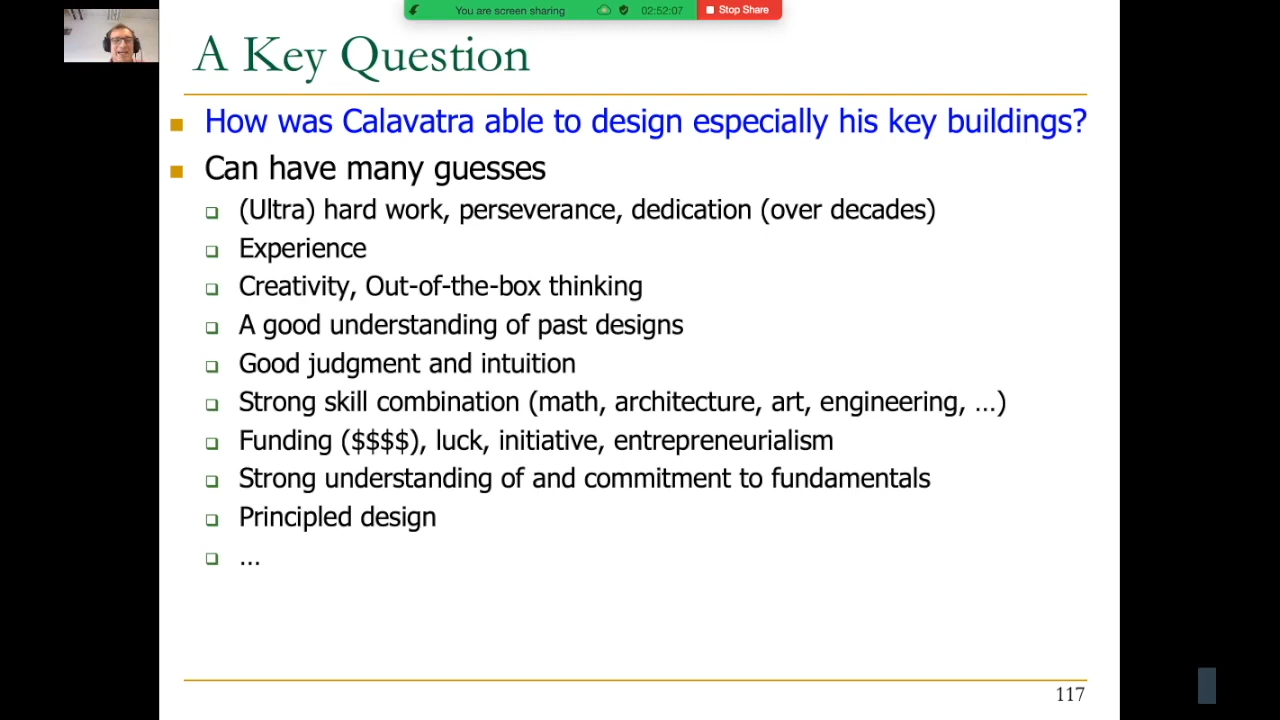 You are screen sharing 02:52:07 Stop Share
A Key Question
How was Calavatra able to design especially his key buildings?
Can have many guesses
(Ultra) hard work, perseverance, dedication (over decades)
Experience
Creativity, Out-of-the-box thinking
A good understanding of past designs
Good judgment and intuition
Strong skill combination (math, architecture, art, engineering, ...)
Funding ($$$$), luck, initiative, entrepreneurialism
Strong understanding of and commitment to fundamentals
Principled design
...
117